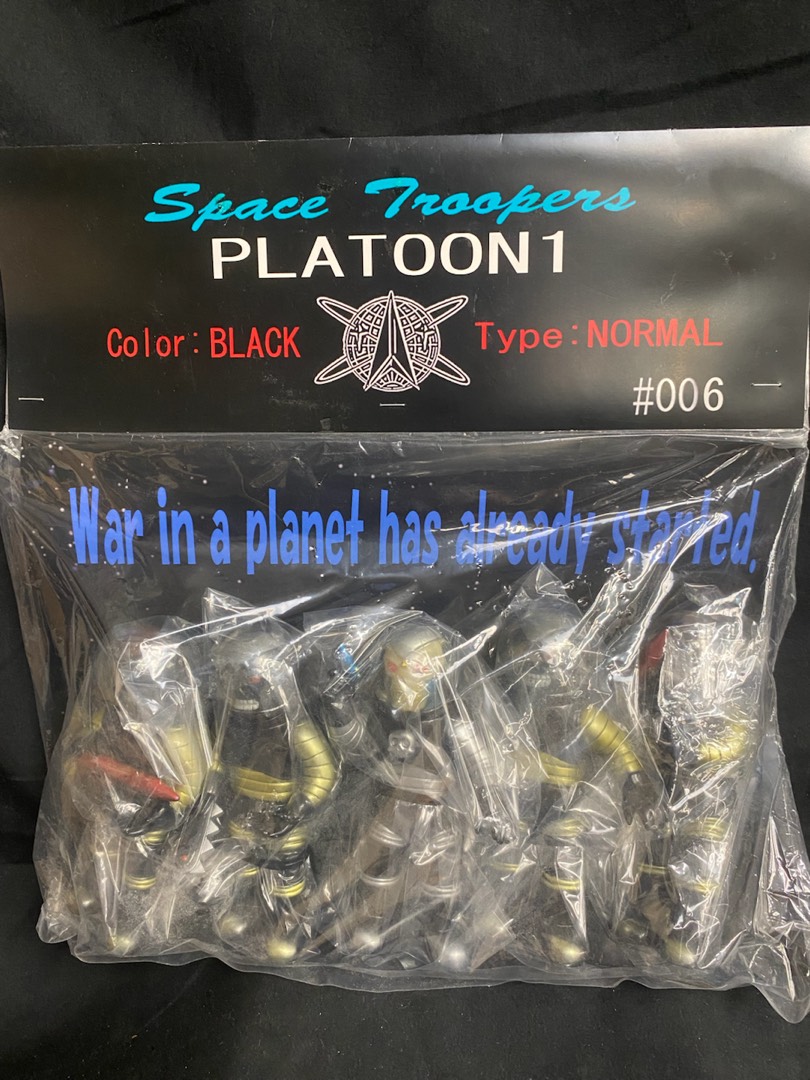 Space Troopers
PLATOON1
Color:BLACK
Type:NORMAL
#006
War in a planet has already started.